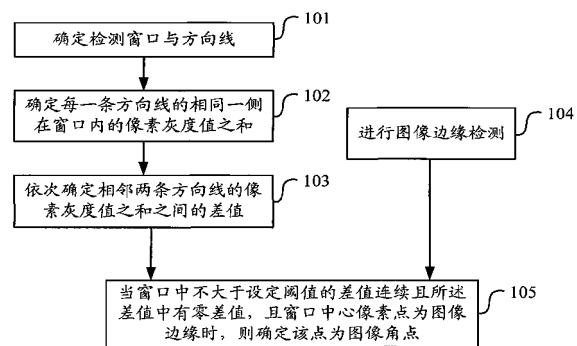 101
确定检测窗口与方向线
102
确定每一条方向线的相同一侧
在窗口内的像素灰度值之和
104
进行图像边缘检测
103
依次确定相邻两条方向线的像
素灰度值之和之间的差值
105
当窗口中不大于设定阈值的差值连续且所述
差值中有零差值，且窗口中心像素点为图像
边缘时，则确定该点为图像角点